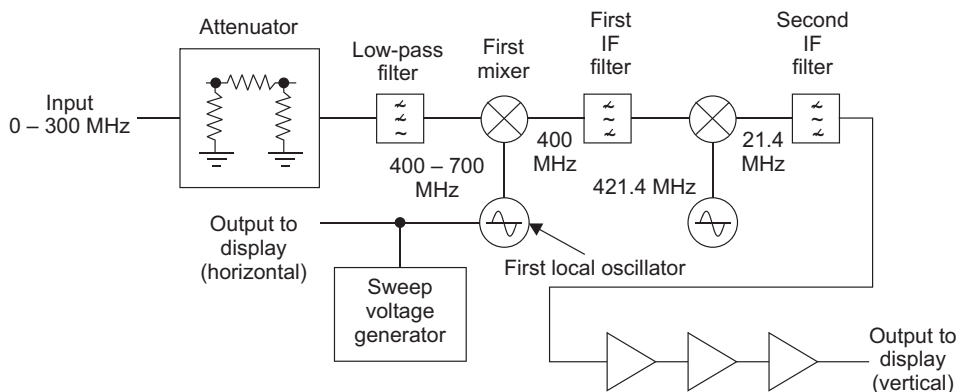 Attenuator
Input
0 – 300 MHz
Low-pass
filter
First
mixer
First
IF
filter
Second
IF
filter
400 – 700
MHz
400
MHz
421.4 MHz
21.4
MHz
Output to
display
(horizontal)
First local oscillator
Sweep
voltage
generator
Output to
display
(vertical)